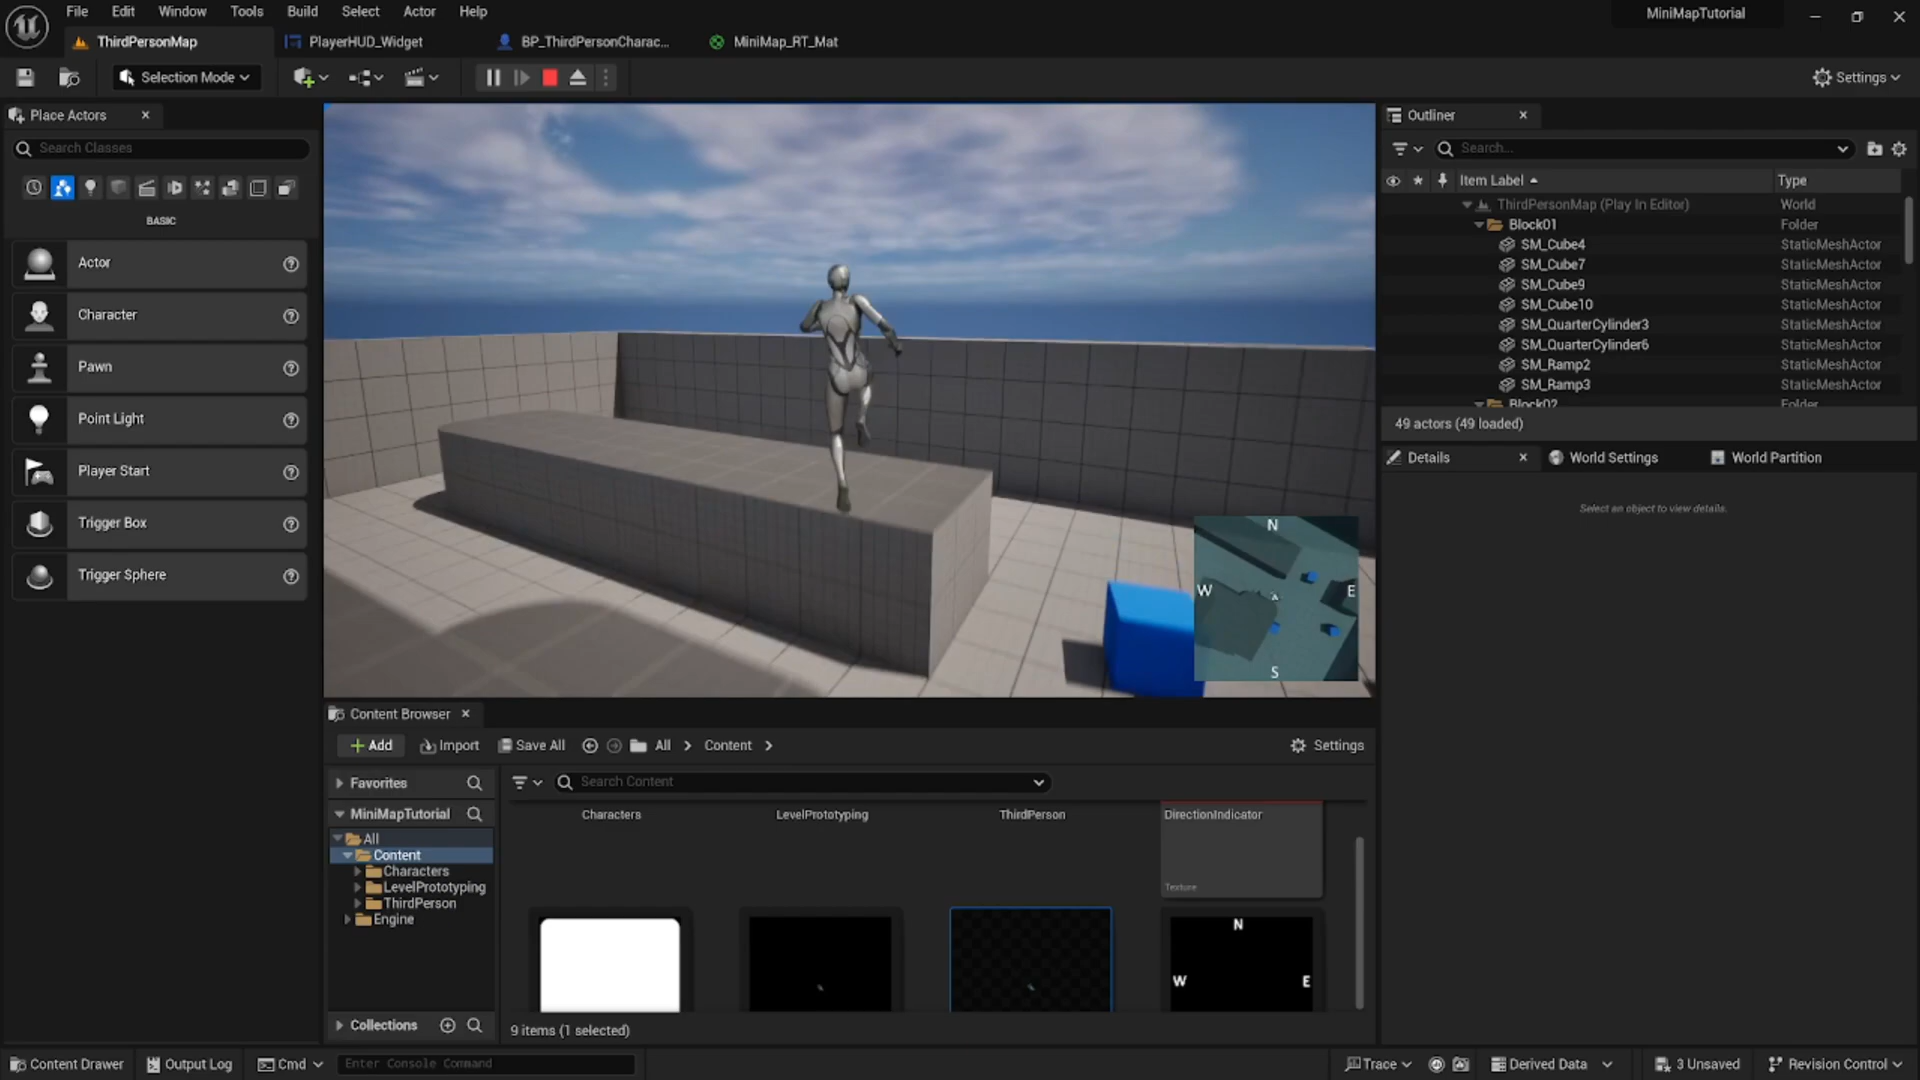 File Edit Window Tools Build Select Actor Help
MiniMapTutorial
ThirdPersonMap
PlayerHUD_Widget
BP_ThirdPersonCharac...
MiniMap_RT_Mat
Selection Mode
Settings
Place Actors
Search Classes
BASIC
Actor
Character
Pawn
Point Light
Player Start
Trigger Box
Trigger Sphere
N
W
E
S
Outliner
Search...
Item Label
Type
ThirdPersonMap (Play In Editor) World
Block01 Folder
SM_Cube4 StaticMeshActor
SM_Cube7 StaticMeshActor
SM_Cube9 StaticMeshActor
SM_Cube10 StaticMeshActor
SM_QuarterCylinder3 StaticMeshActor
SM_QuarterCylinder6 StaticMeshActor
SM_Ramp2 StaticMeshActor
SM_Ramp3 StaticMeshActor
Block02 Folder
49 actors (49 loaded)
Details
World Settings
World Partition
Select an object to view details.
Content Browser
Add
Import
Save All
All
Content
Settings
Favorites
MiniMapTutorial
All
Content
Characters
LevelPrototyping
ThirdPerson
Engine
Collections
Search Content
Characters
LevelPrototyping
ThirdPerson
DirectionIndicator
Texture
N
W
E
9 items (1 selected)
Content Drawer
Output Log
Cmd
Enter Console Command
Trace
Derived Data
3 Unsaved
Revision Control